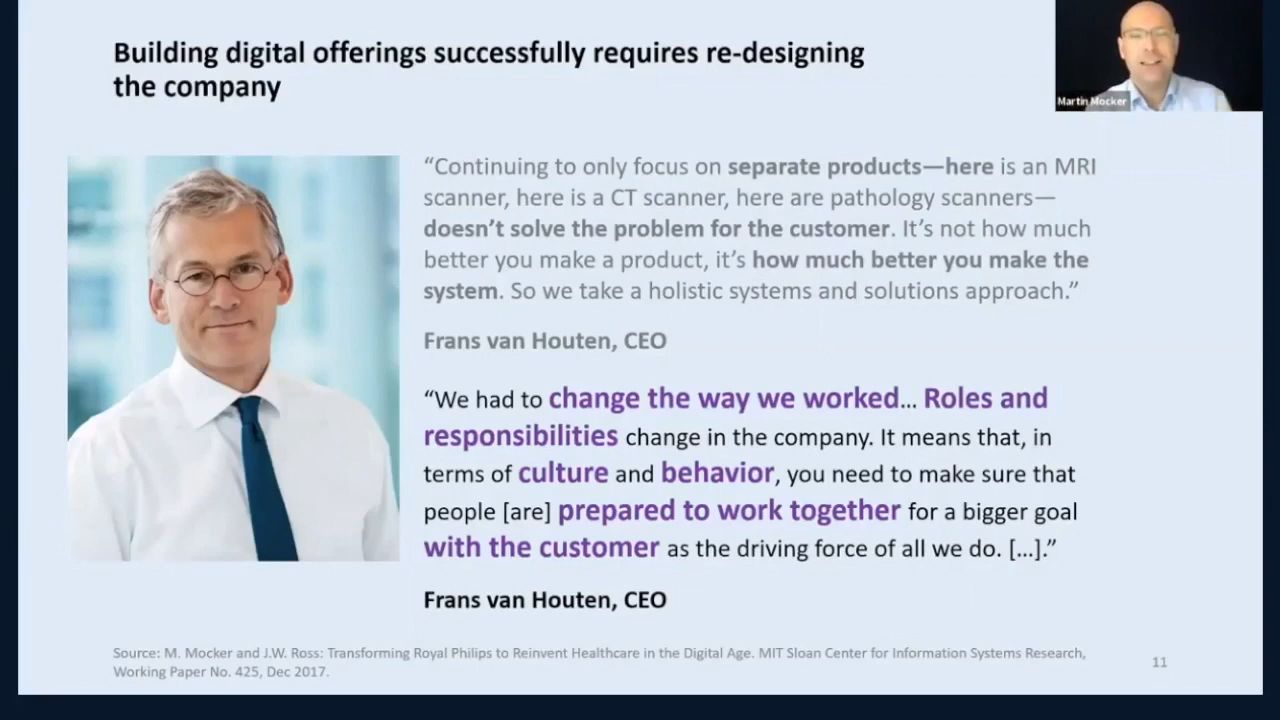 Building digital offerings successfully requires re-designing
the company
Martin Mocker
“Continuing to only focus on separate products—here is an MRI
scanner, here is a CT scanner, here are pathology scanners—
doesn’t solve the problem for the customer. It’s not how much
better you make a product, it’s how much better you make the
system. So we take a holistic systems and solutions approach.”
Frans van Houten, CEO
“We had to change the way we worked… Roles and
responsibilities change in the company. It means that, in
terms of culture and behavior, you need to make sure that
people [are] prepared to work together for a bigger goal
with the customer as the driving force of all we do. […].”
Frans van Houten, CEO
Source: M. Mocker and J.W. Ross: Transforming Royal Philips to Reinvent Healthcare in the Digital Age. MIT Sloan Center for Information Systems Research,
Working Paper No. 425, Dec 2017.
11